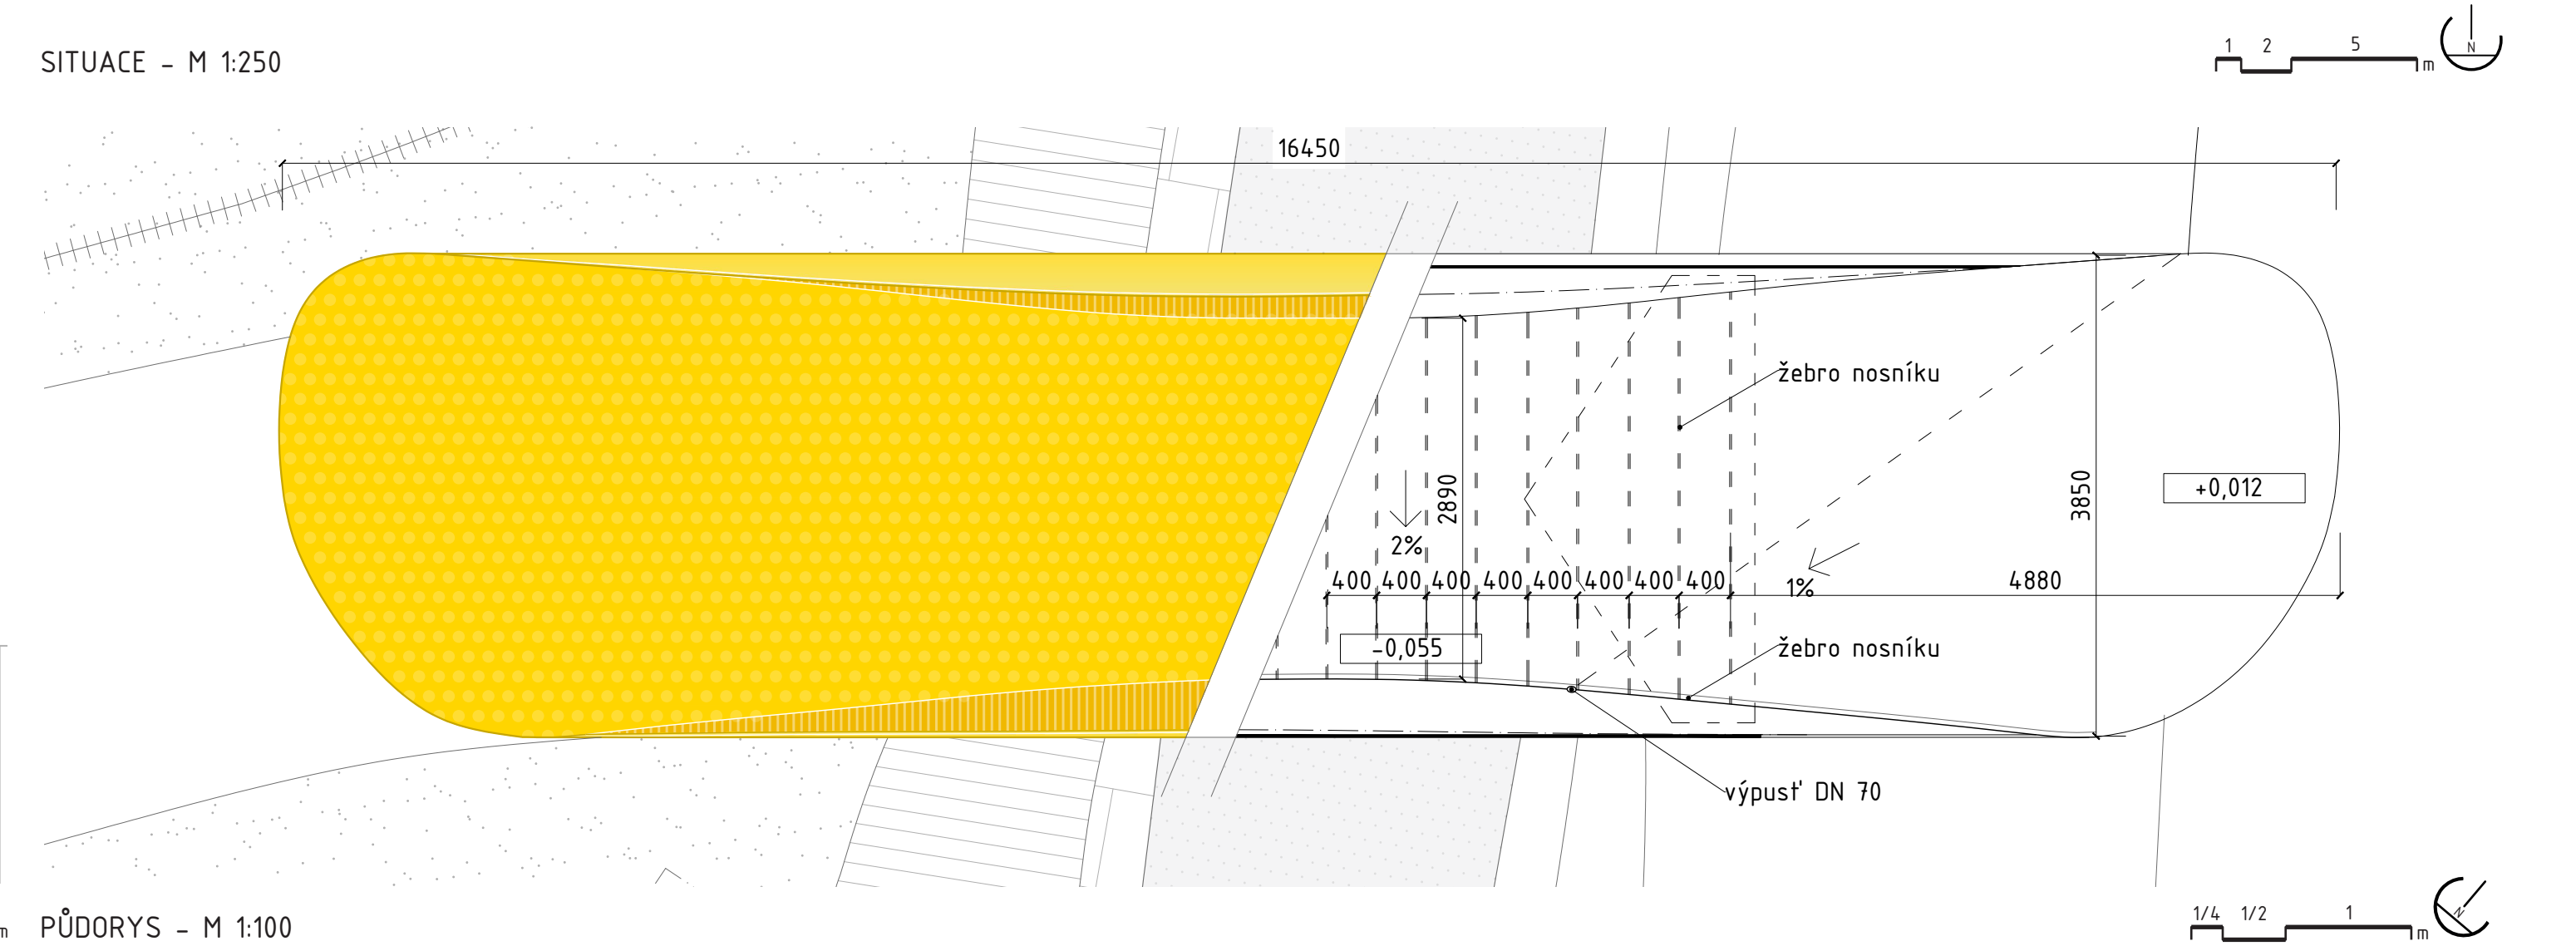 SITUACE – M 1:250
1 2 5 m
N
16450
žebro nosníku
2890
3850
+0,012
2%
400 400 400 400 400 400 400 400 1% 4880
-0,055
žebro nosníku
výpusť DN 70
m PŮDORYS – M 1:100
1/4 1/2 1 m
N